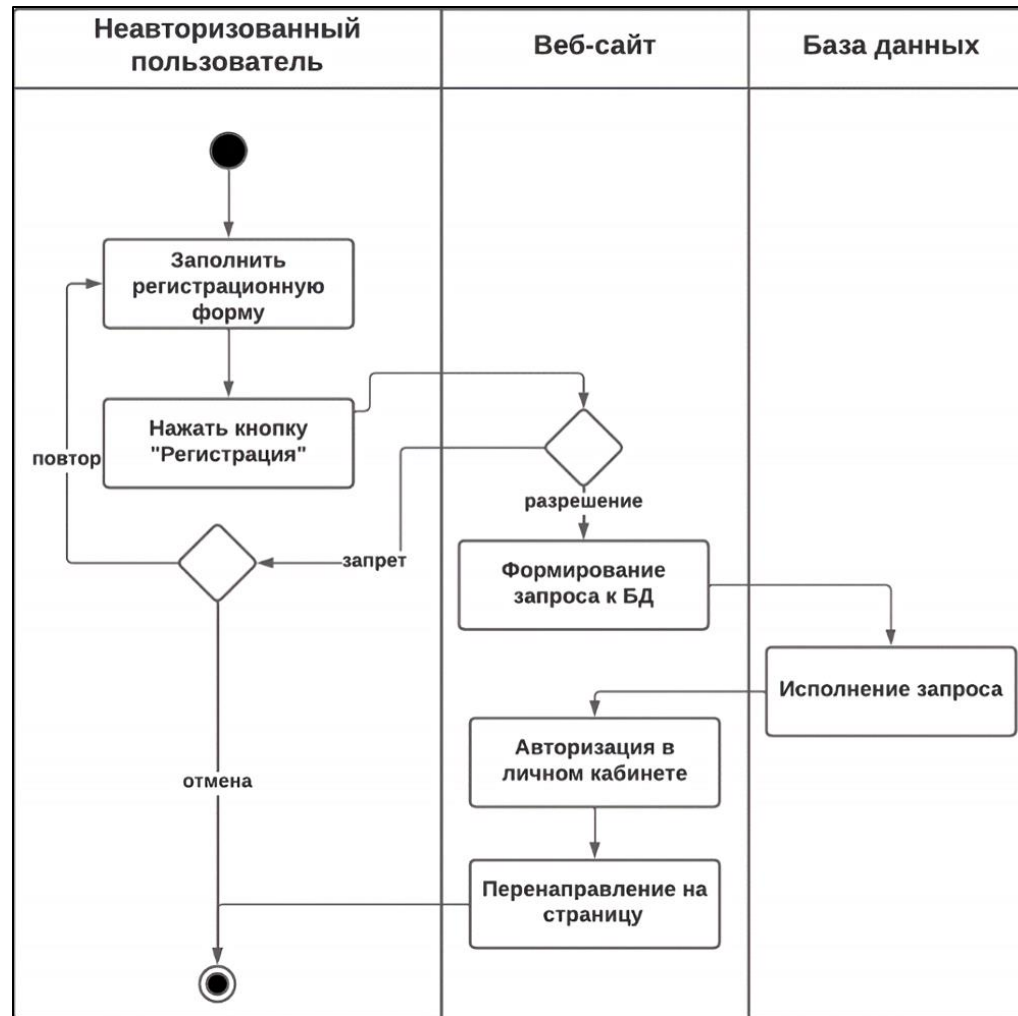 Неавторизованный
пользователь
Веб-сайт
База данных
Заполнить
регистрационную
форму
Нажать кнопку
"Регистрация"
повтор
разрешение
запрет
Формирование
запроса к БД
Исполнение запроса
Авторизация в
личном кабинете
отмена
Перенаправление на
страницу